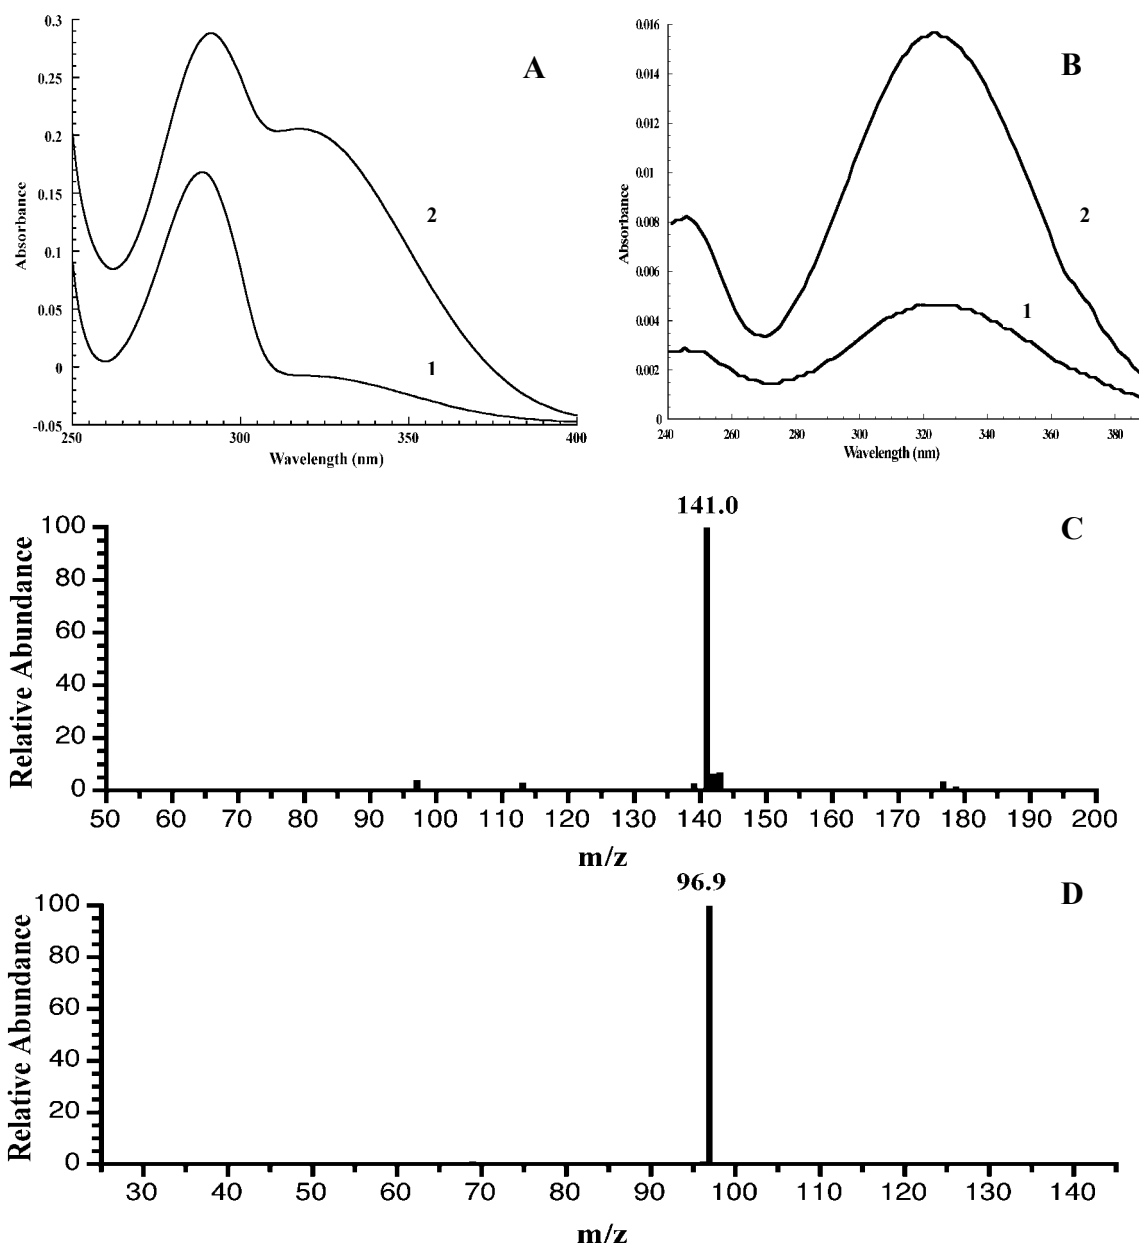 A
0.3
0.25
0.2
0.15
0.1
0.05
0
-0.05
Absorbance
2
1
250 300 350 400
Wavelength (nm)
B
0.016
0.014
0.012
0.01
0.008
0.006
0.004
0.002
0
Absorbance
2
1
240 260 280 300 320 340 360 380
Wavelength (nm)
141.0
C
100
80
60
40
20
0
Relative Abundance
50 60 70 80 90 100 110 120 130 140 150 160 170 180 190 200
m/z
96.9
D
100
80
60
40
20
0
Relative Abundance
30 40 50 60 70 80 90 100 110 120 130 140
m/z